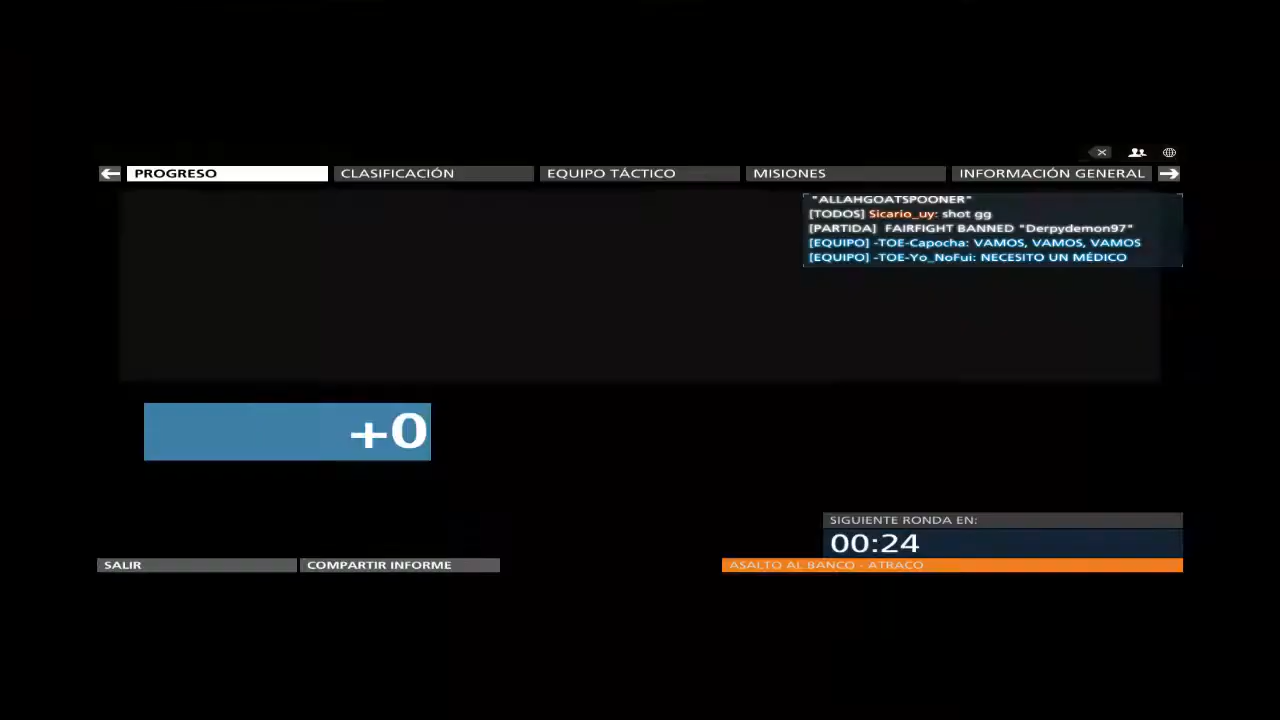 PROGRESO
CLASIFICACIÓN
EQUIPO TÁCTICO
MISIONES
INFORMACIÓN GENERAL
"ALLAHGOATSPOONER"
[TODOS] Sicario_uy: shot gg
[PARTIDA] FAIRFIGHT BANNED "Derpydemon97"
[EQUIPO] -TOE-Capocha: VAMOS, VAMOS, VAMOS
[EQUIPO] -TOE-Yo_NoFui: NECESITO UN MÉDICO
+0
SIGUIENTE RONDA EN:
00:24
SALIR
COMPARTIR INFORME
ASALTO AL BANCO - ATRACO